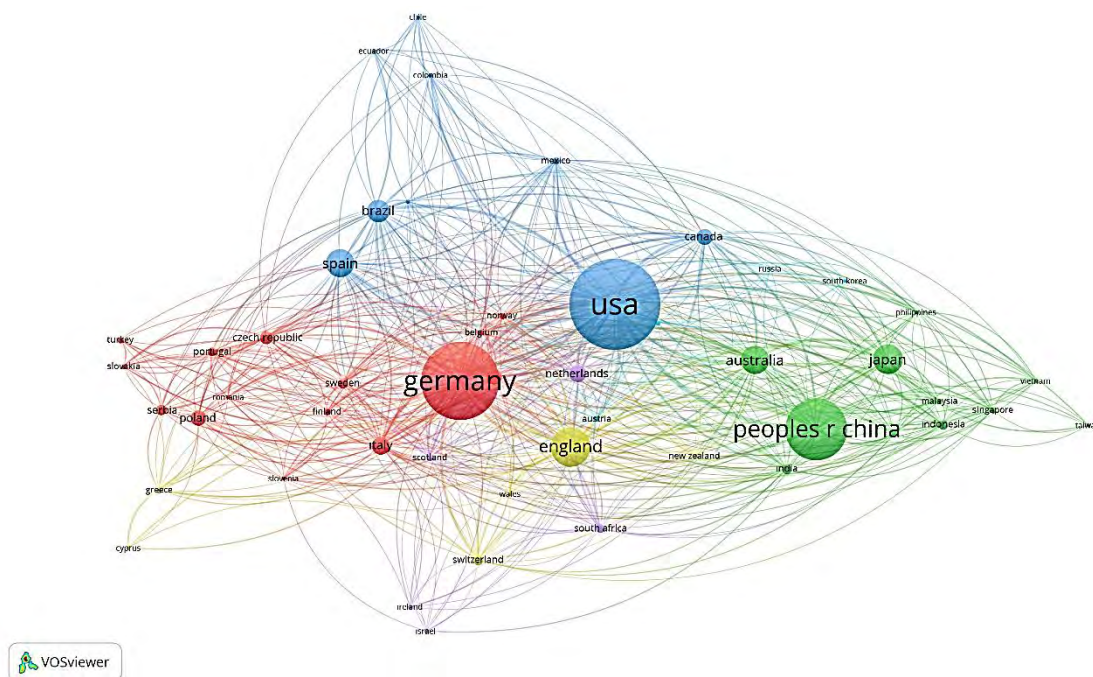 chile
ecuador
colombia
mexico
brazil
canada
spain
russia
south korea
usa
philippines
norway
belgium
turkey
czech republic
portugal
slovakia
australia
japan
netherlands
germany
vietnam
sweden
romania
malaysia
singapore
serbia
poland
finland
austria
indonesia
taiwa
peoples r china
italy
england
scotland
new zealand
india
slovenia
greece
wales
south africa
cyprus
switzerland
ireland
israel
VOSviewer